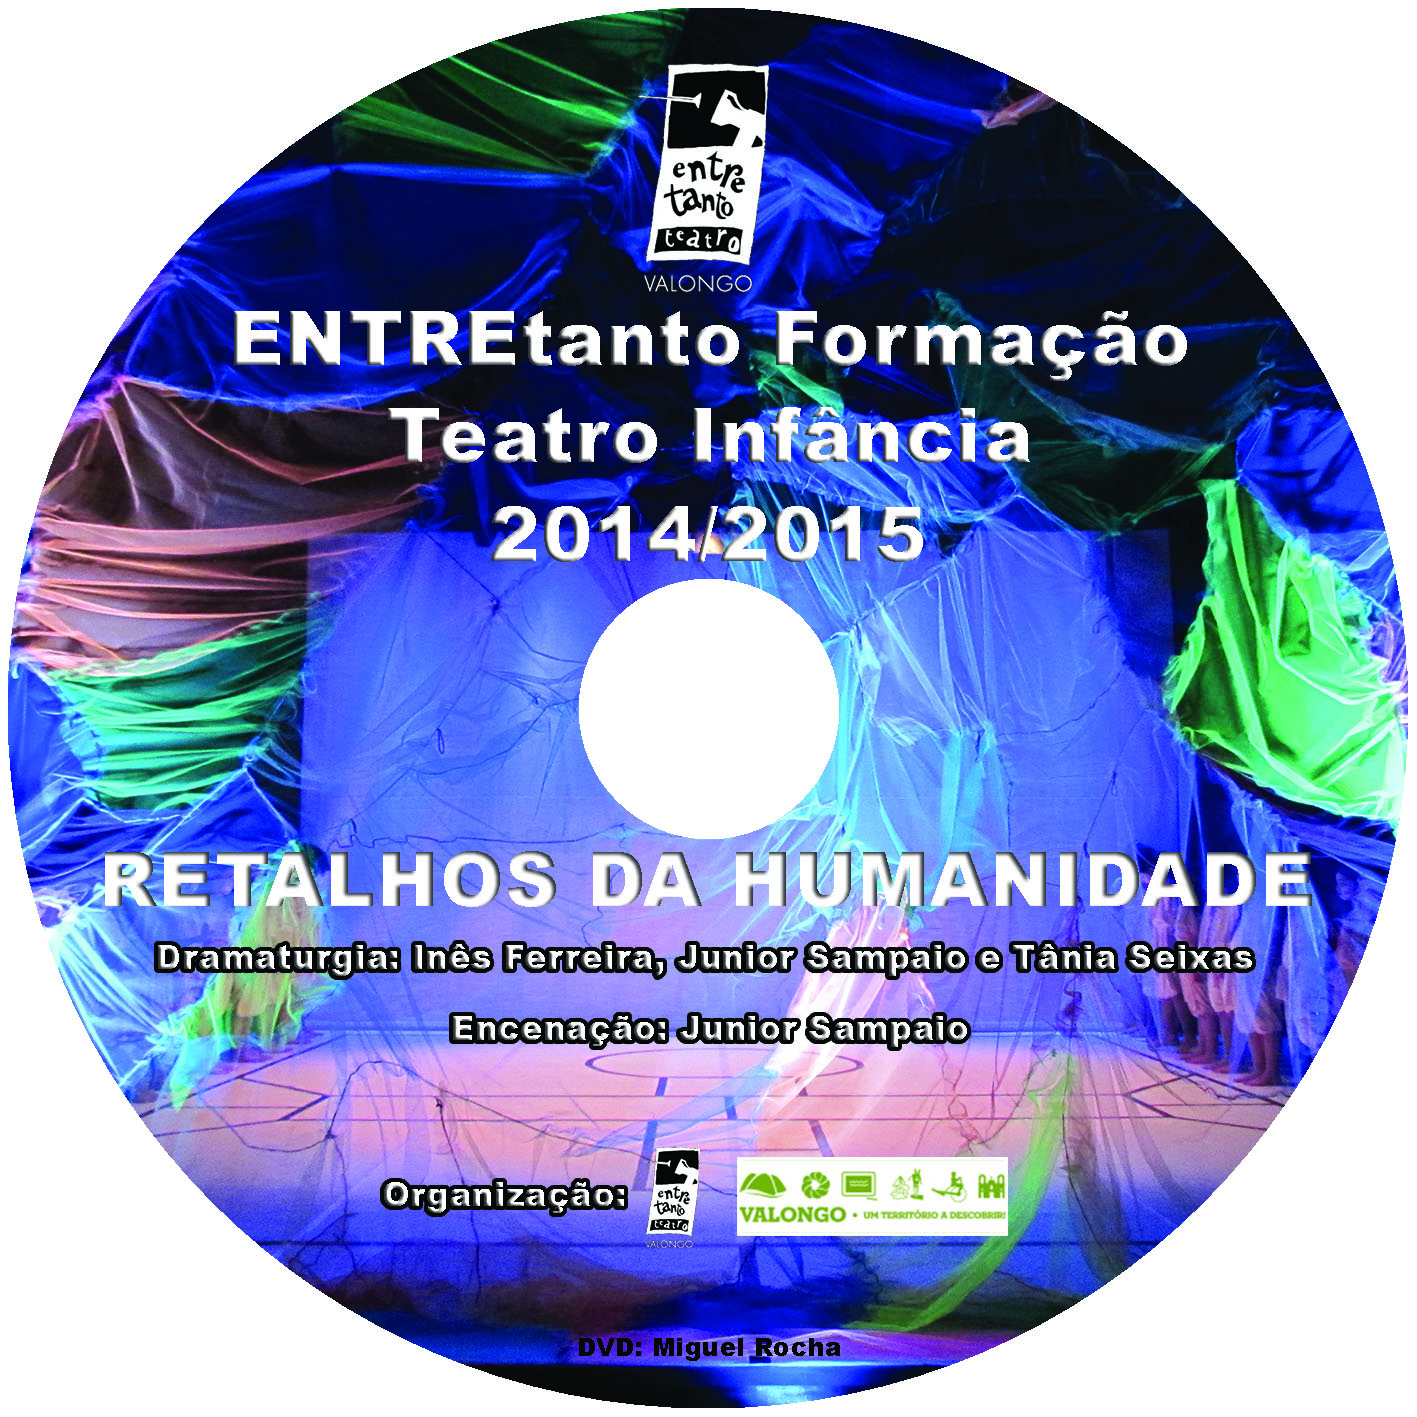 entre
tanto
teatro
VALONGO
ENTREtanto Formação
Teatro Infância
2014/2015
RETALHOS DA HUMANIDADE
Dramaturgia: Inês Ferreira, Junior Sampaio e Tânia Seixas
Encenação: Junior Sampaio
Organização:
entre
tanto
teatro
VALONGO
VALONGO • UM TERRITÓRIO A DESCOBRIR!
DVD: Miguel Rocha